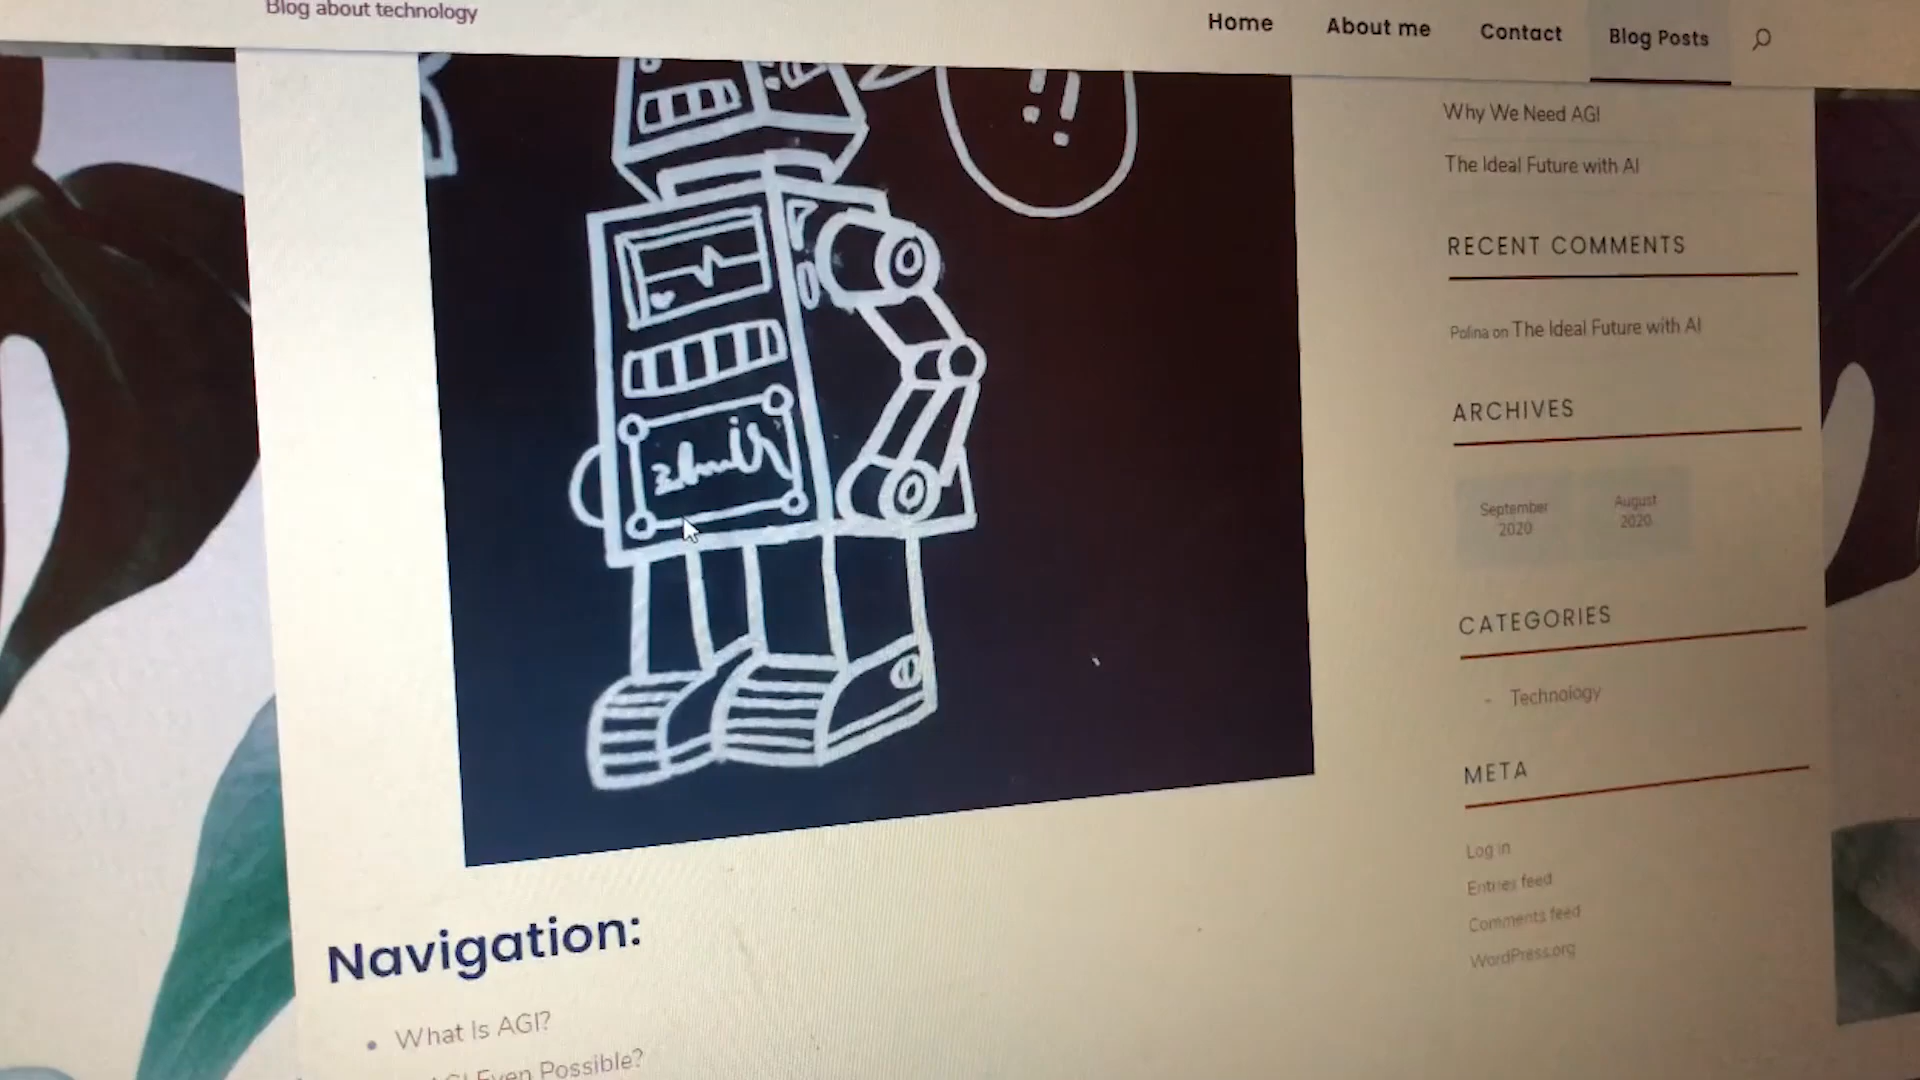 Blog about technology
Home
About me
Contact
Blog Posts
!!
Why We Need AGI
The Ideal Future with AI
RECENT COMMENTS
Polina on The Ideal Future with AI
ARCHIVES
September
2020
August
2020
CATEGORIES
- Technology
META
Log in
Entries feed
Comments feed
WordPress.org
Navigation:
• What Is AGI?
Even Possible?